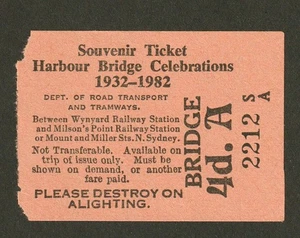 Souvenir Ticket
Harbour Bridge Celebrations
1932-1982
DEPT. OF ROAD TRANSPORT
AND TRAMWAYS.
Between Wynyard Railway Station
and Milson's Point Railway Station
or Mount and Miller Sts. N. Sydney.
Not Transferable. Available on
trip of issue only. Must be
shown on demand, or another
fare paid.
PLEASE DESTROY ON
ALIGHTING.
BRIDGE
4d. A
2212 S A